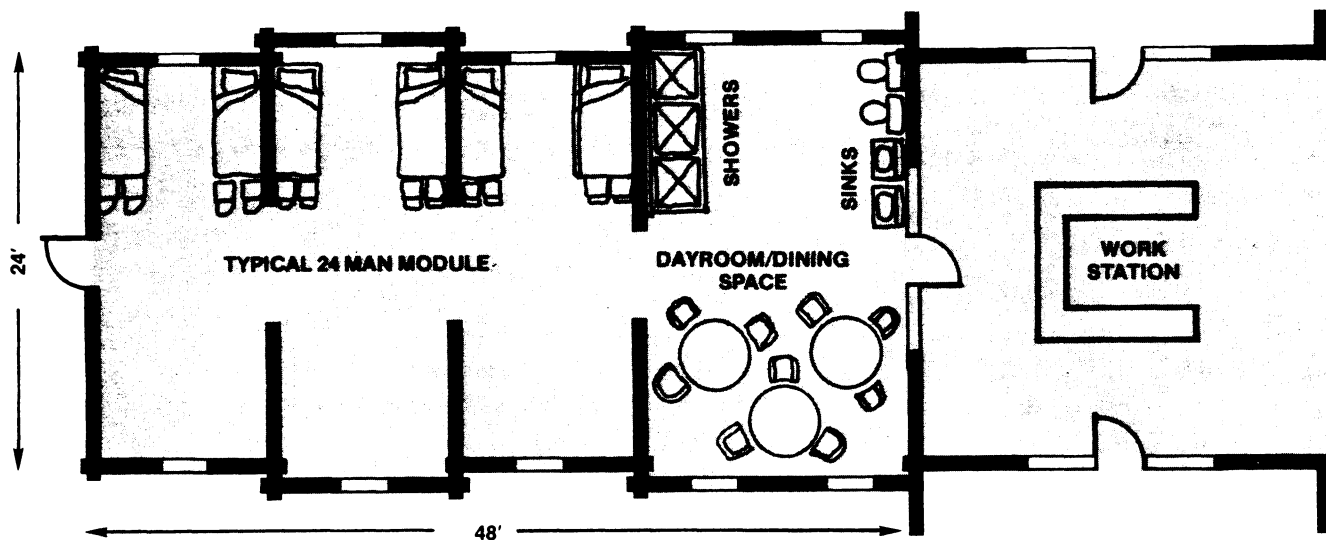 SHOWERS
SINKS
24'
TYPICAL 24 MAN MODULE
DAYROOM/DINING
SPACE
WORK
STATION
48'